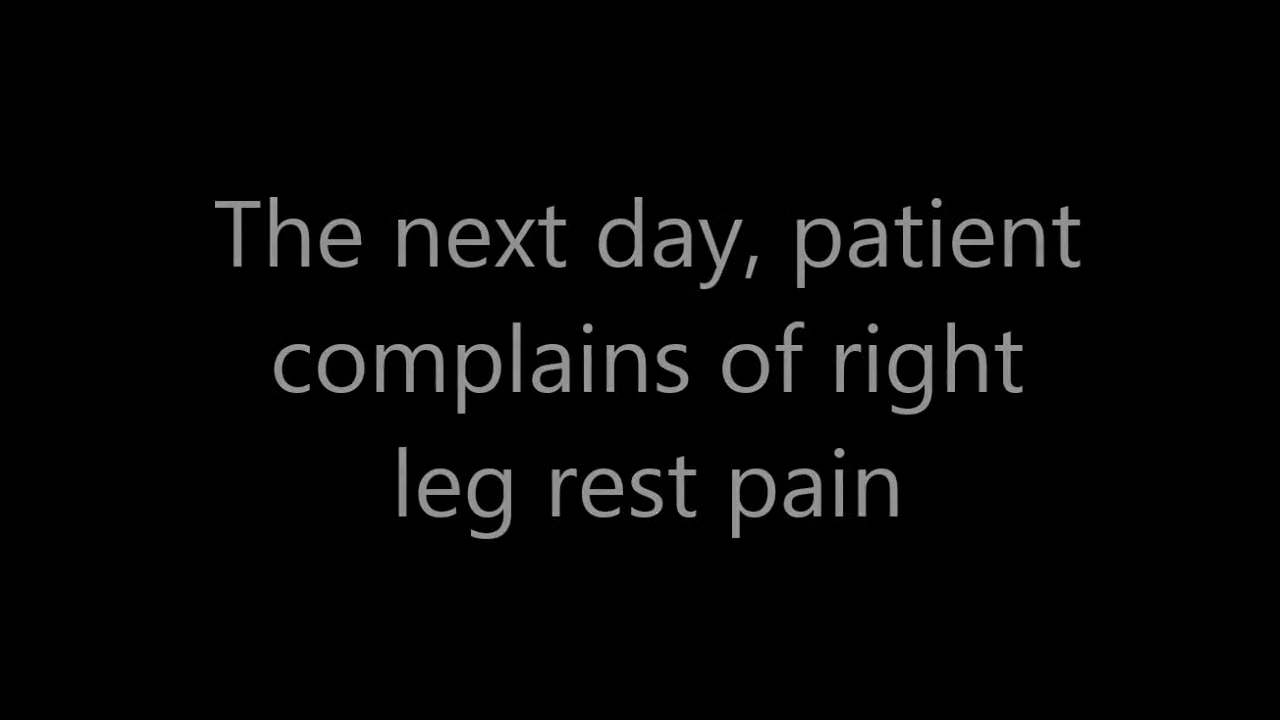 The next day, patient
complains of right
leg rest pain